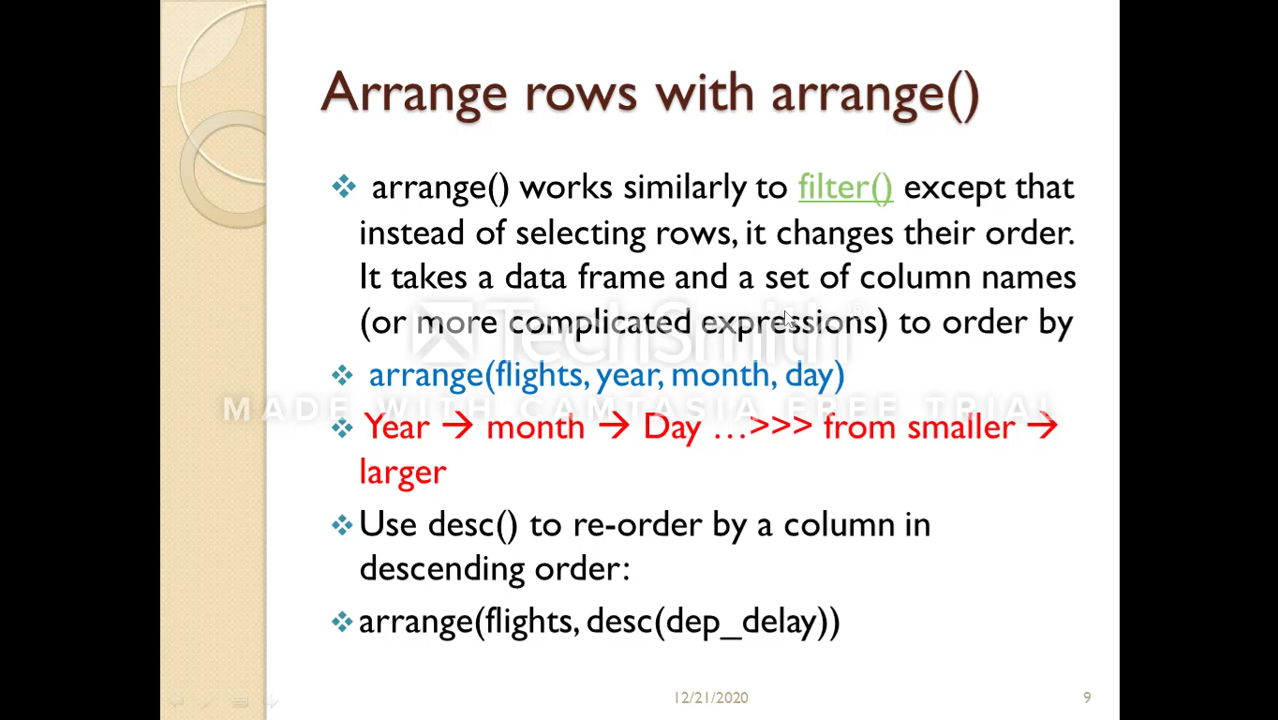 Arrange rows with arrange()
arrange() works similarly to filter() except that
instead of selecting rows, it changes their order.
It takes a data frame and a set of column names
(or more complicated expressions) to order by
TechSmith
arrange(flights, year, month, day)
MADE WITH CAMTASIA FREE TRIAL
Year → month → Day …>>> from smaller →
larger
Use desc() to re-order by a column in
descending order:
arrange(flights, desc(dep_delay))
12/21/2020
9